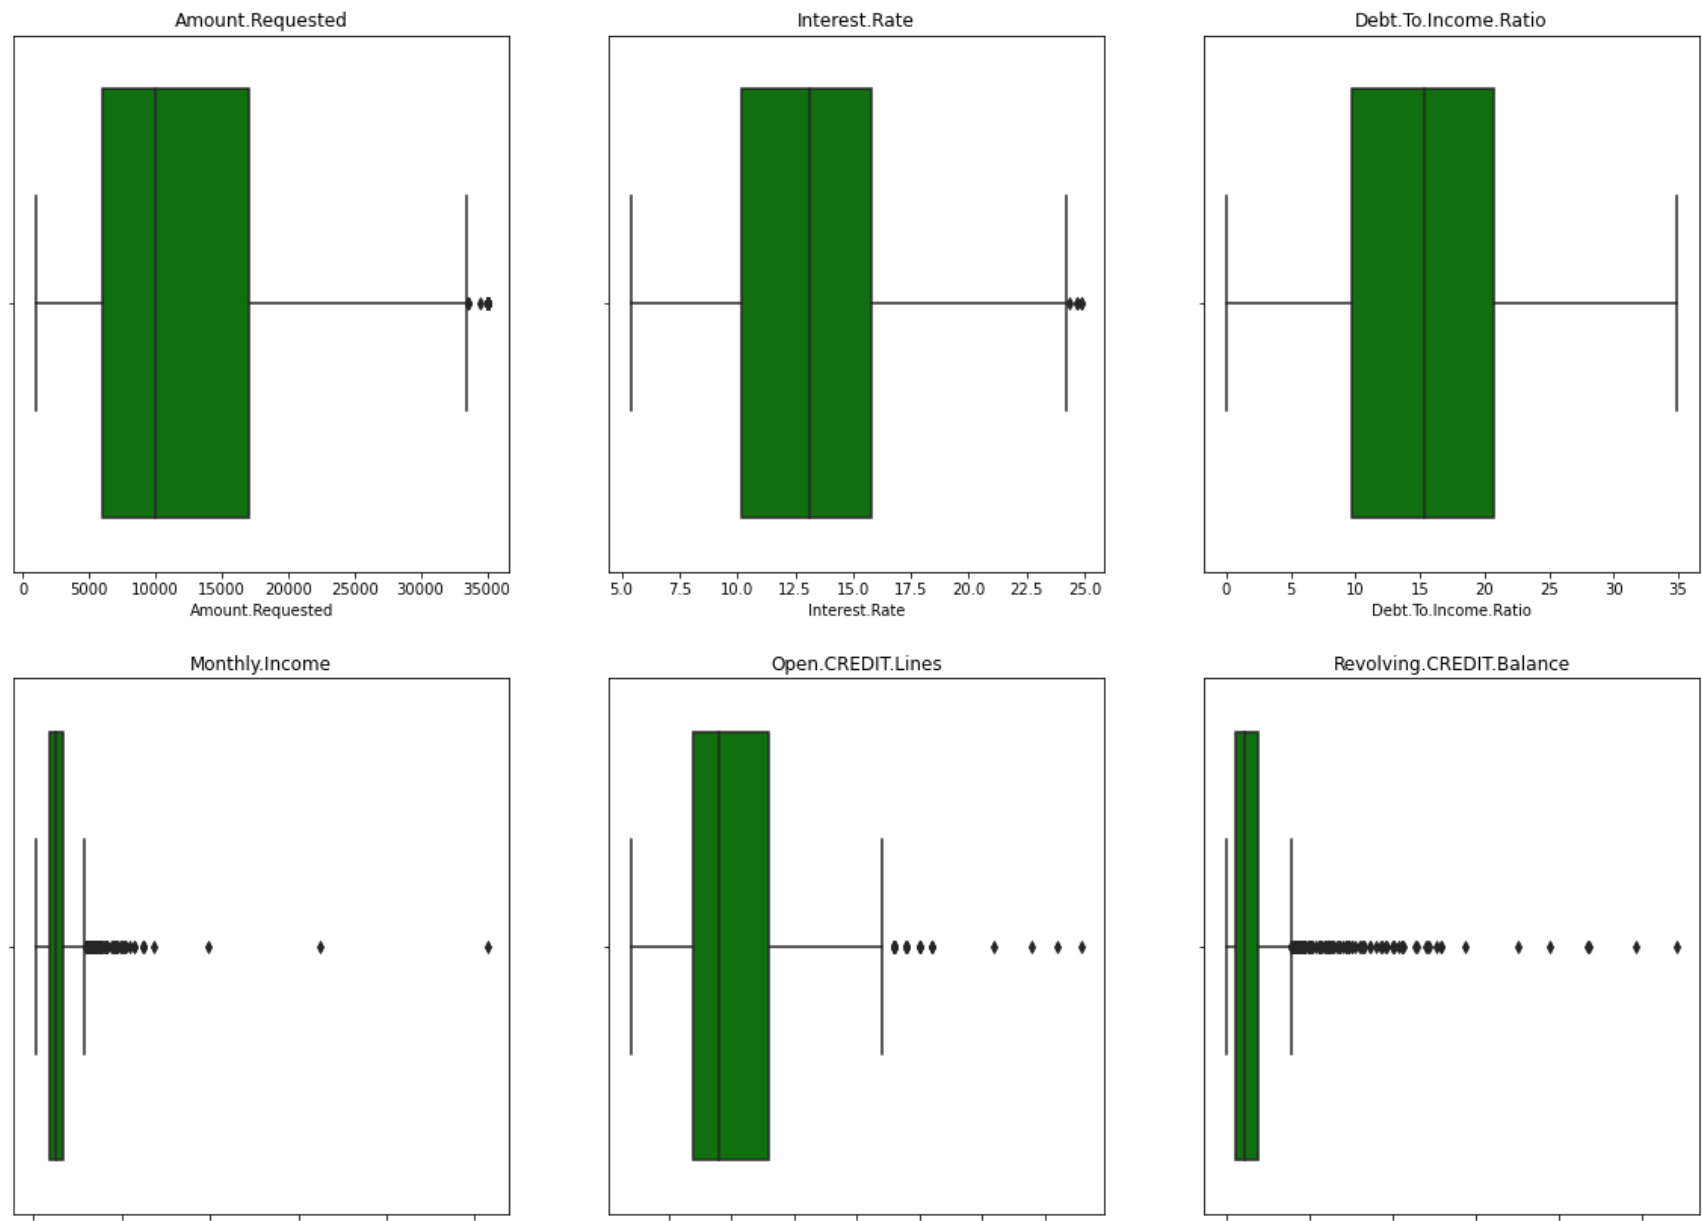 Amount.Requested
Interest.Rate
Debt.To.Income.Ratio
0 5000 10000 15000 20000 25000 30000 35000
5.0 7.5 10.0 12.5 15.0 17.5 20.0 22.5 25.0
0 5 10 15 20 25 30 35
Amount.Requested
Interest.Rate
Debt.To.Income.Ratio
Monthly.Income
Open.CREDIT.Lines
Revolving.CREDIT.Balance